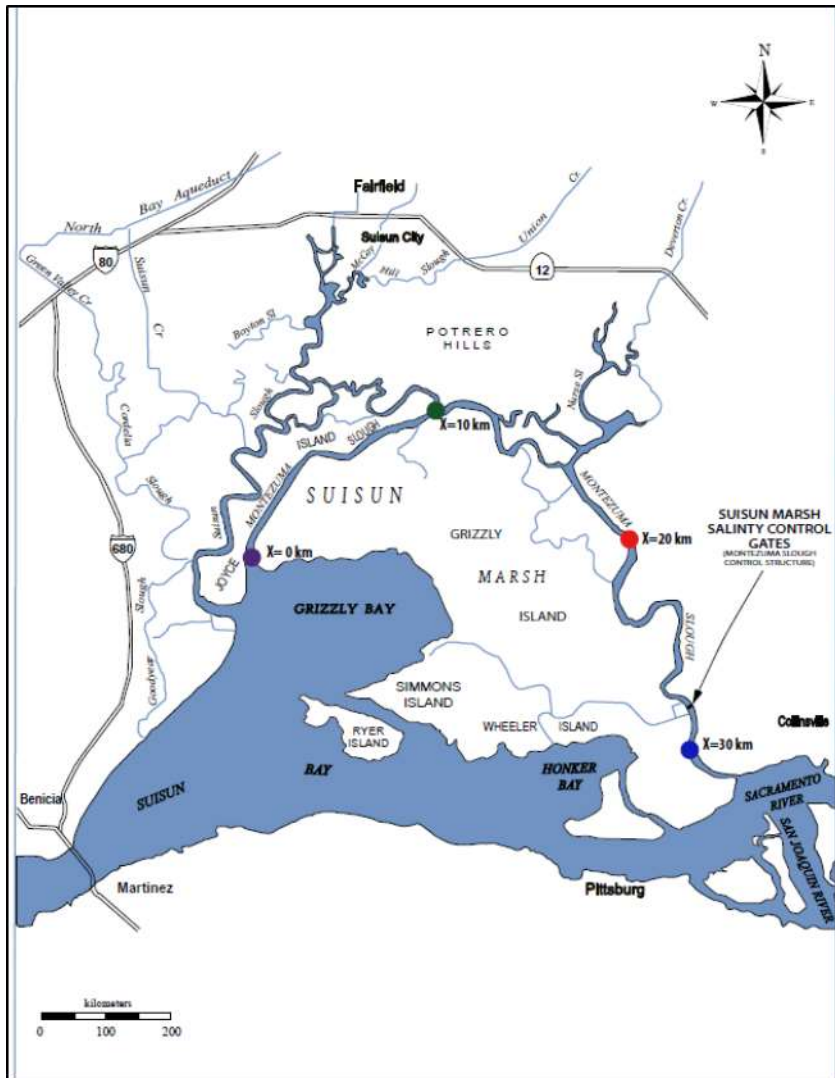 N
W
E
S
North
Bay Aqueduct
Fairfield
Suisun City
McCoy
Hill
Slough
Union
Cr.
Deverton Cr.
80
12
Green Valley Cr.
Suisun
Cr
Boyton Sl
POTRERO
HILLS
Nurse Sl
Cordelia
Slough
Slough
ISLAND
SLOUGH
X=10 km
MONTEZUMA
SUISUN
MONTEZUMA
SUISUN MARSH
SALINTY CONTROL
GATES
(MONTEZUMA SLOUGH
CONTROL STRUCTURE)
Suisun
680
JOYCE
X= 0 km
GRIZZLY
X=20 km
MARSH
ISLAND
Slough
Goodyear
GRIZZLY BAY
SLOUGH
SIMMONS
ISLAND
RYER
ISLAND
WHEELER
ISLAND
Collinsville
X=30 km
Benicia
SUISUN
BAY
HONKER
BAY
SACRAMENTO
RIVER
SAN JOAQUIN RIVER
Martinez
Pittsburg
kilometers
0 100 200